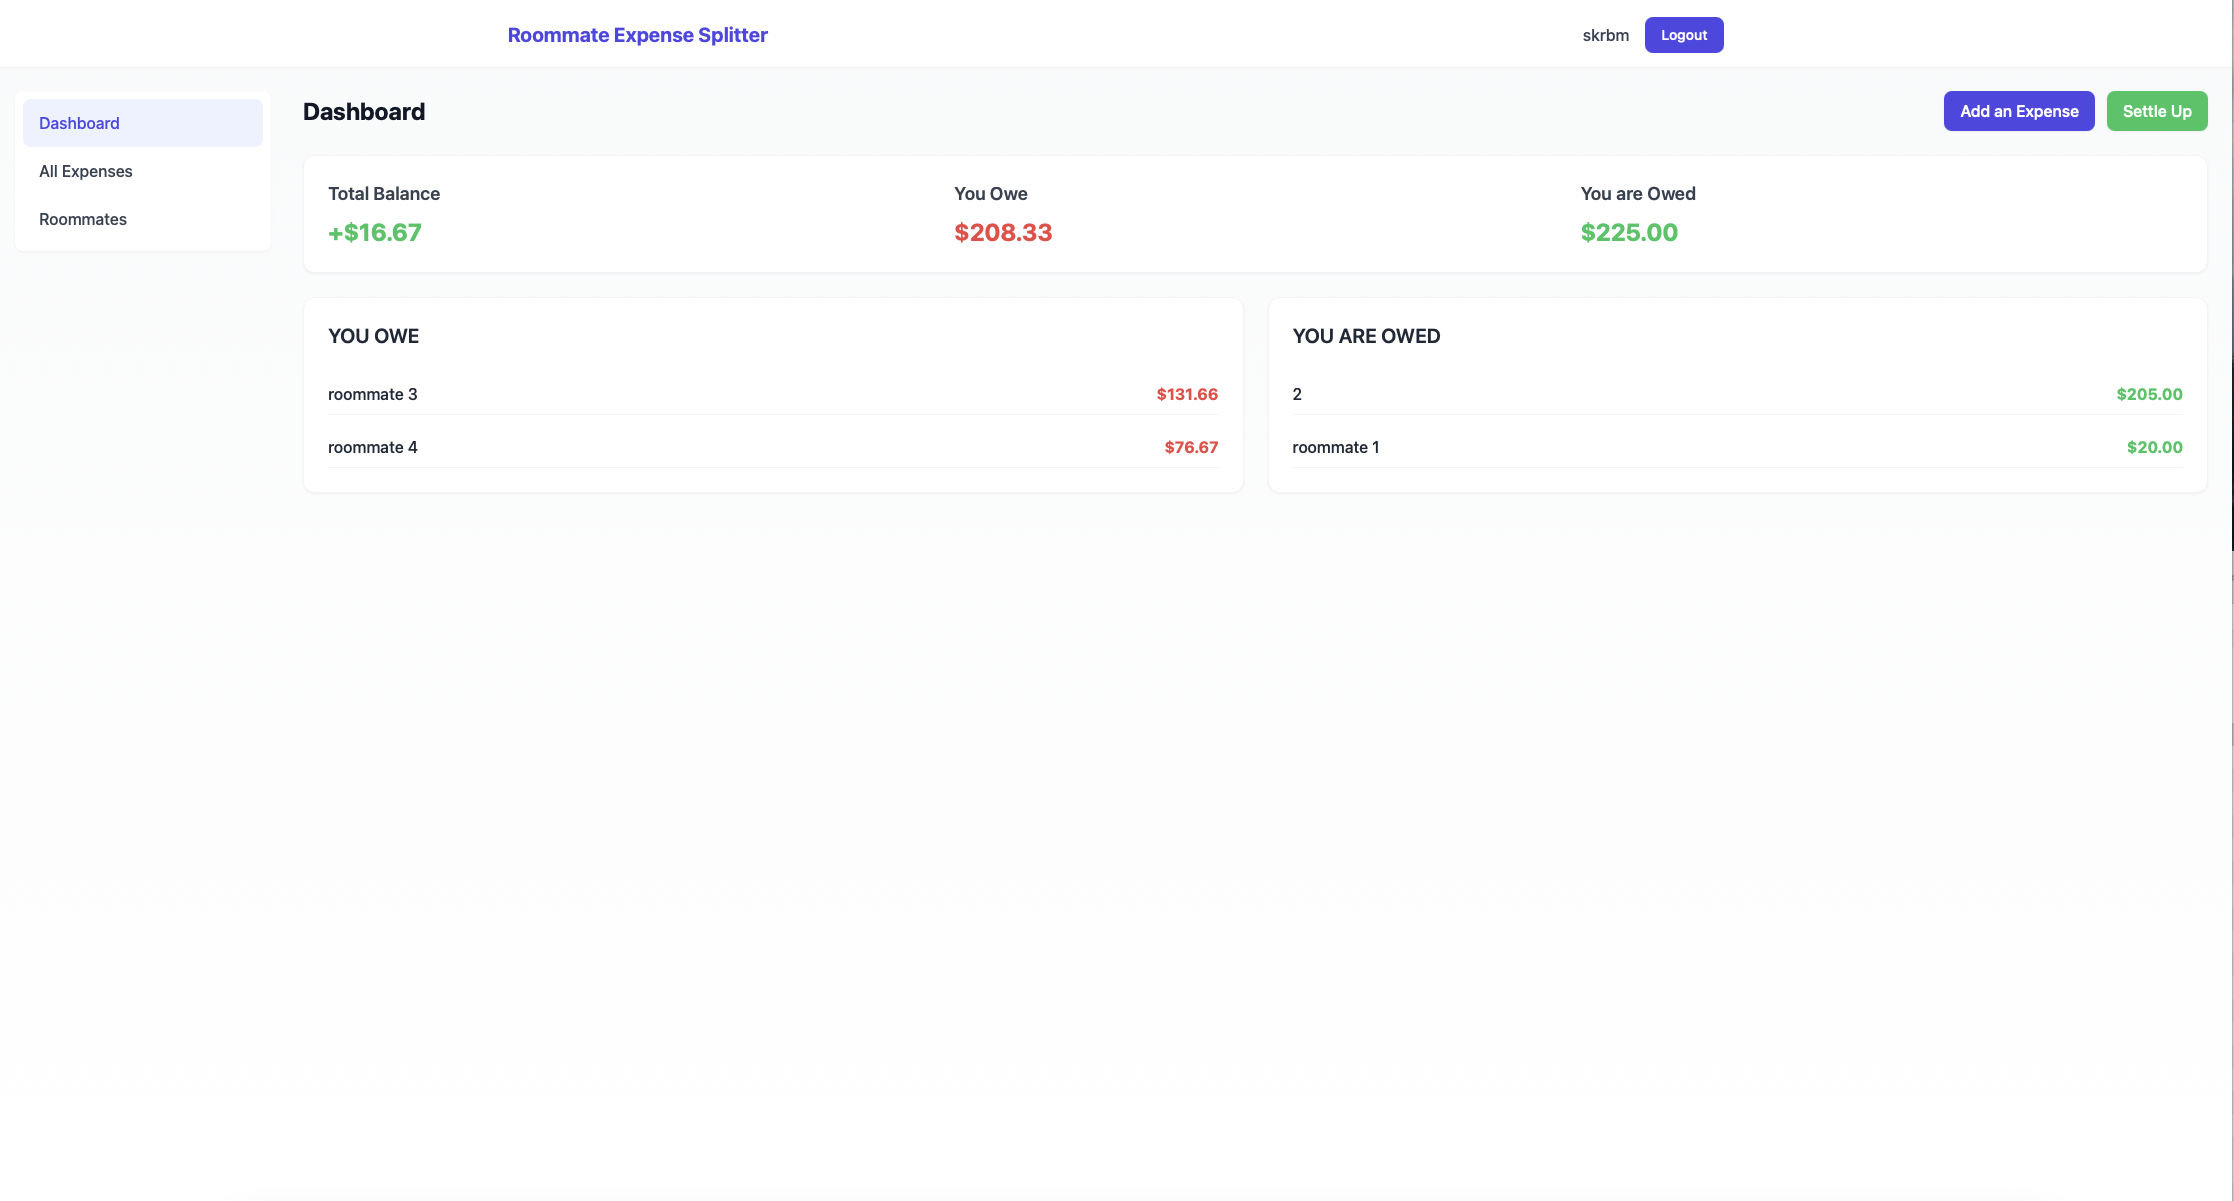 Roommate Expense Splitter
skrbm
Logout
Dashboard
All Expenses
Roommates
Dashboard
Add an Expense
Settle Up
Total Balance
+$16.67
You Owe
$208.33
You are Owed
$225.00
YOU OWE
roommate 3 $131.66
roommate 4 $76.67
YOU ARE OWED
2 $205.00
roommate 1 $20.00